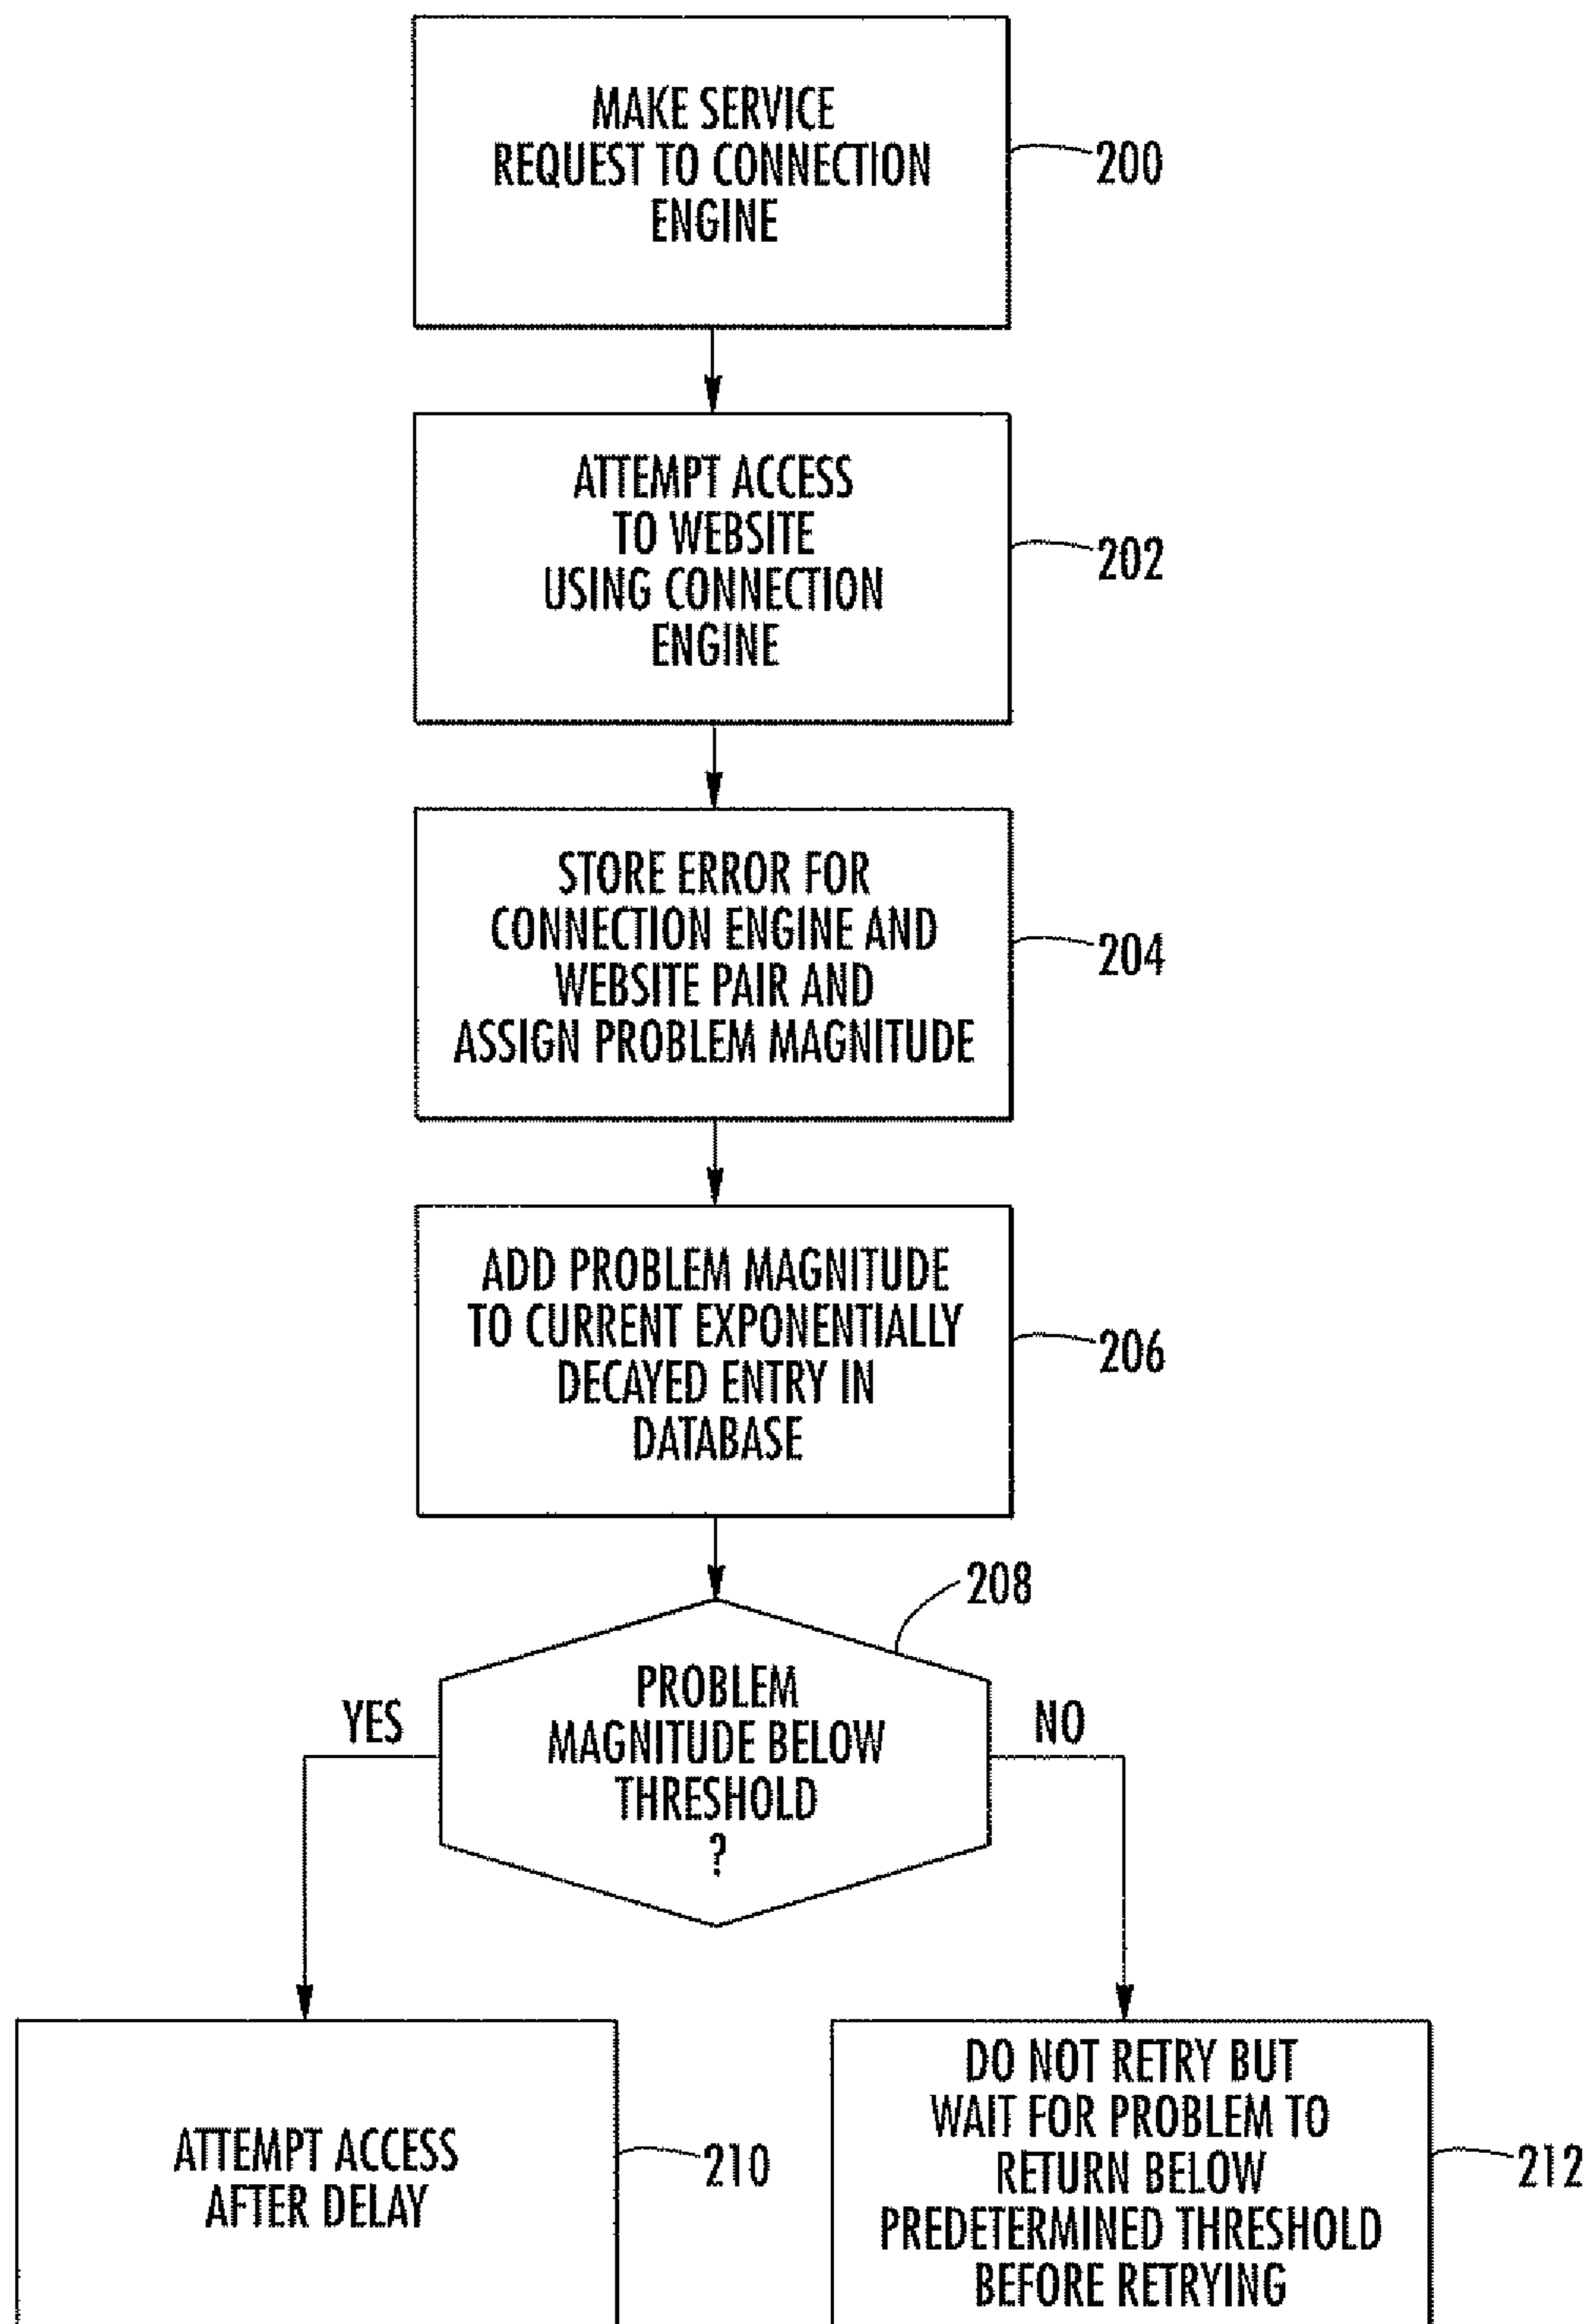 MAKE SERVICE
REQUEST TO CONNECTION
ENGINE
200
ATTEMPT ACCESS
TO WEBSITE
USING CONNECTION
ENGINE
202
STORE ERROR FOR
CONNECTION ENGINE AND
WEBSITE PAIR AND
ASSIGN PROBLEM MAGNITUDE
204
ADD PROBLEM MAGNITUDE
TO CURRENT EXPONENTIALLY
DECAYED ENTRY IN
DATABASE
206
208
PROBLEM
MAGNITUDE BELOW
THRESHOLD
?
YES
NO
ATTEMPT ACCESS
AFTER DELAY
210
DO NOT RETRY BUT
WAIT FOR PROBLEM TO
RETURN BELOW
PREDETERMINED THRESHOLD
BEFORE RETRYING
212